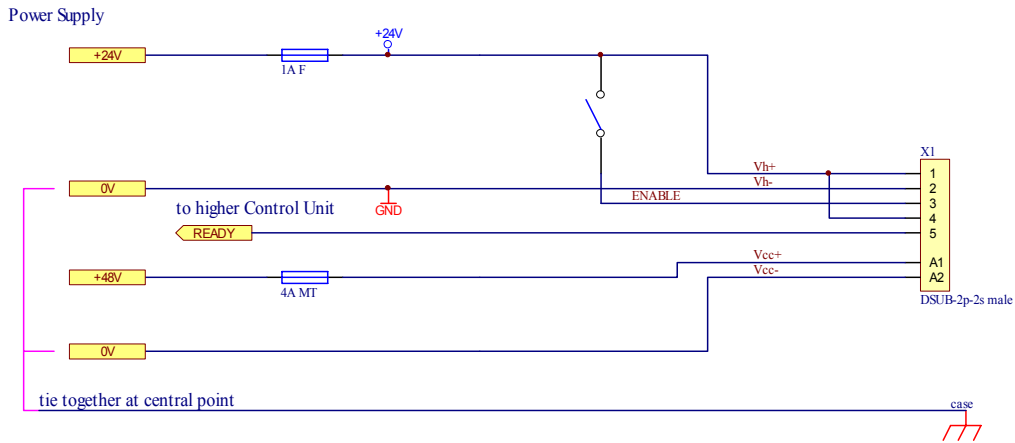 Power Supply
+24V
+24V
1A F
X1
Vh+
1
0V
Vh-
2
ENABLE
3
to higher Control Unit
GND
4
READY
5
Vcc+
A1
+48V
Vcc-
A2
4A MT
DSUB-2p-2s male
0V
tie together at central point
case